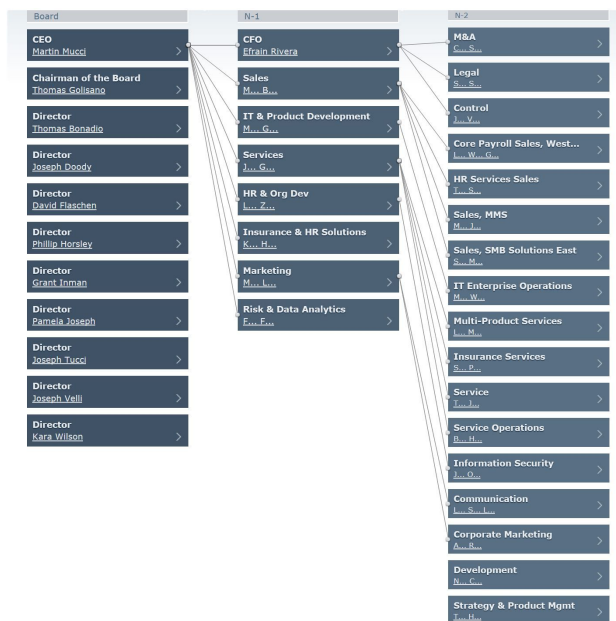 Board
CEO
Martin Mucci
Chairman of the Board
Thomas Golisano
Director
Thomas Bonadio
Director
Joseph Doody
Director
David Flaschen
Director
Phillip Horsley
Director
Grant Inman
Director
Pamela Joseph
Director
Joseph Tucci
Director
Joseph Velli
Director
Kara Wilson
N-1
CFO
Efrain Rivera
Sales
M... B...
IT & Product Development
M... G...
Services
J... G...
HR & Org Dev
L... Z...
Insurance & HR Solutions
K... H...
Marketing
M... L...
Risk & Data Analytics
F... F...
N-2
M&A
C... S...
Legal
S... S...
Control
J... V...
Core Payroll Sales, West...
L... W... G...
HR Services Sales
T... S...
Sales, MMS
M... J...
Sales, SMB Solutions East
S... M...
IT Enterprise Operations
M... W...
Multi-Product Services
L... M...
Insurance Services
S... P...
Service
T... J...
Service Operations
B... H...
Information Security
J... O...
Communication
L... S... L...
Corporate Marketing
A... R...
Development
N... C...
Strategy & Product Mgmt
T... H...